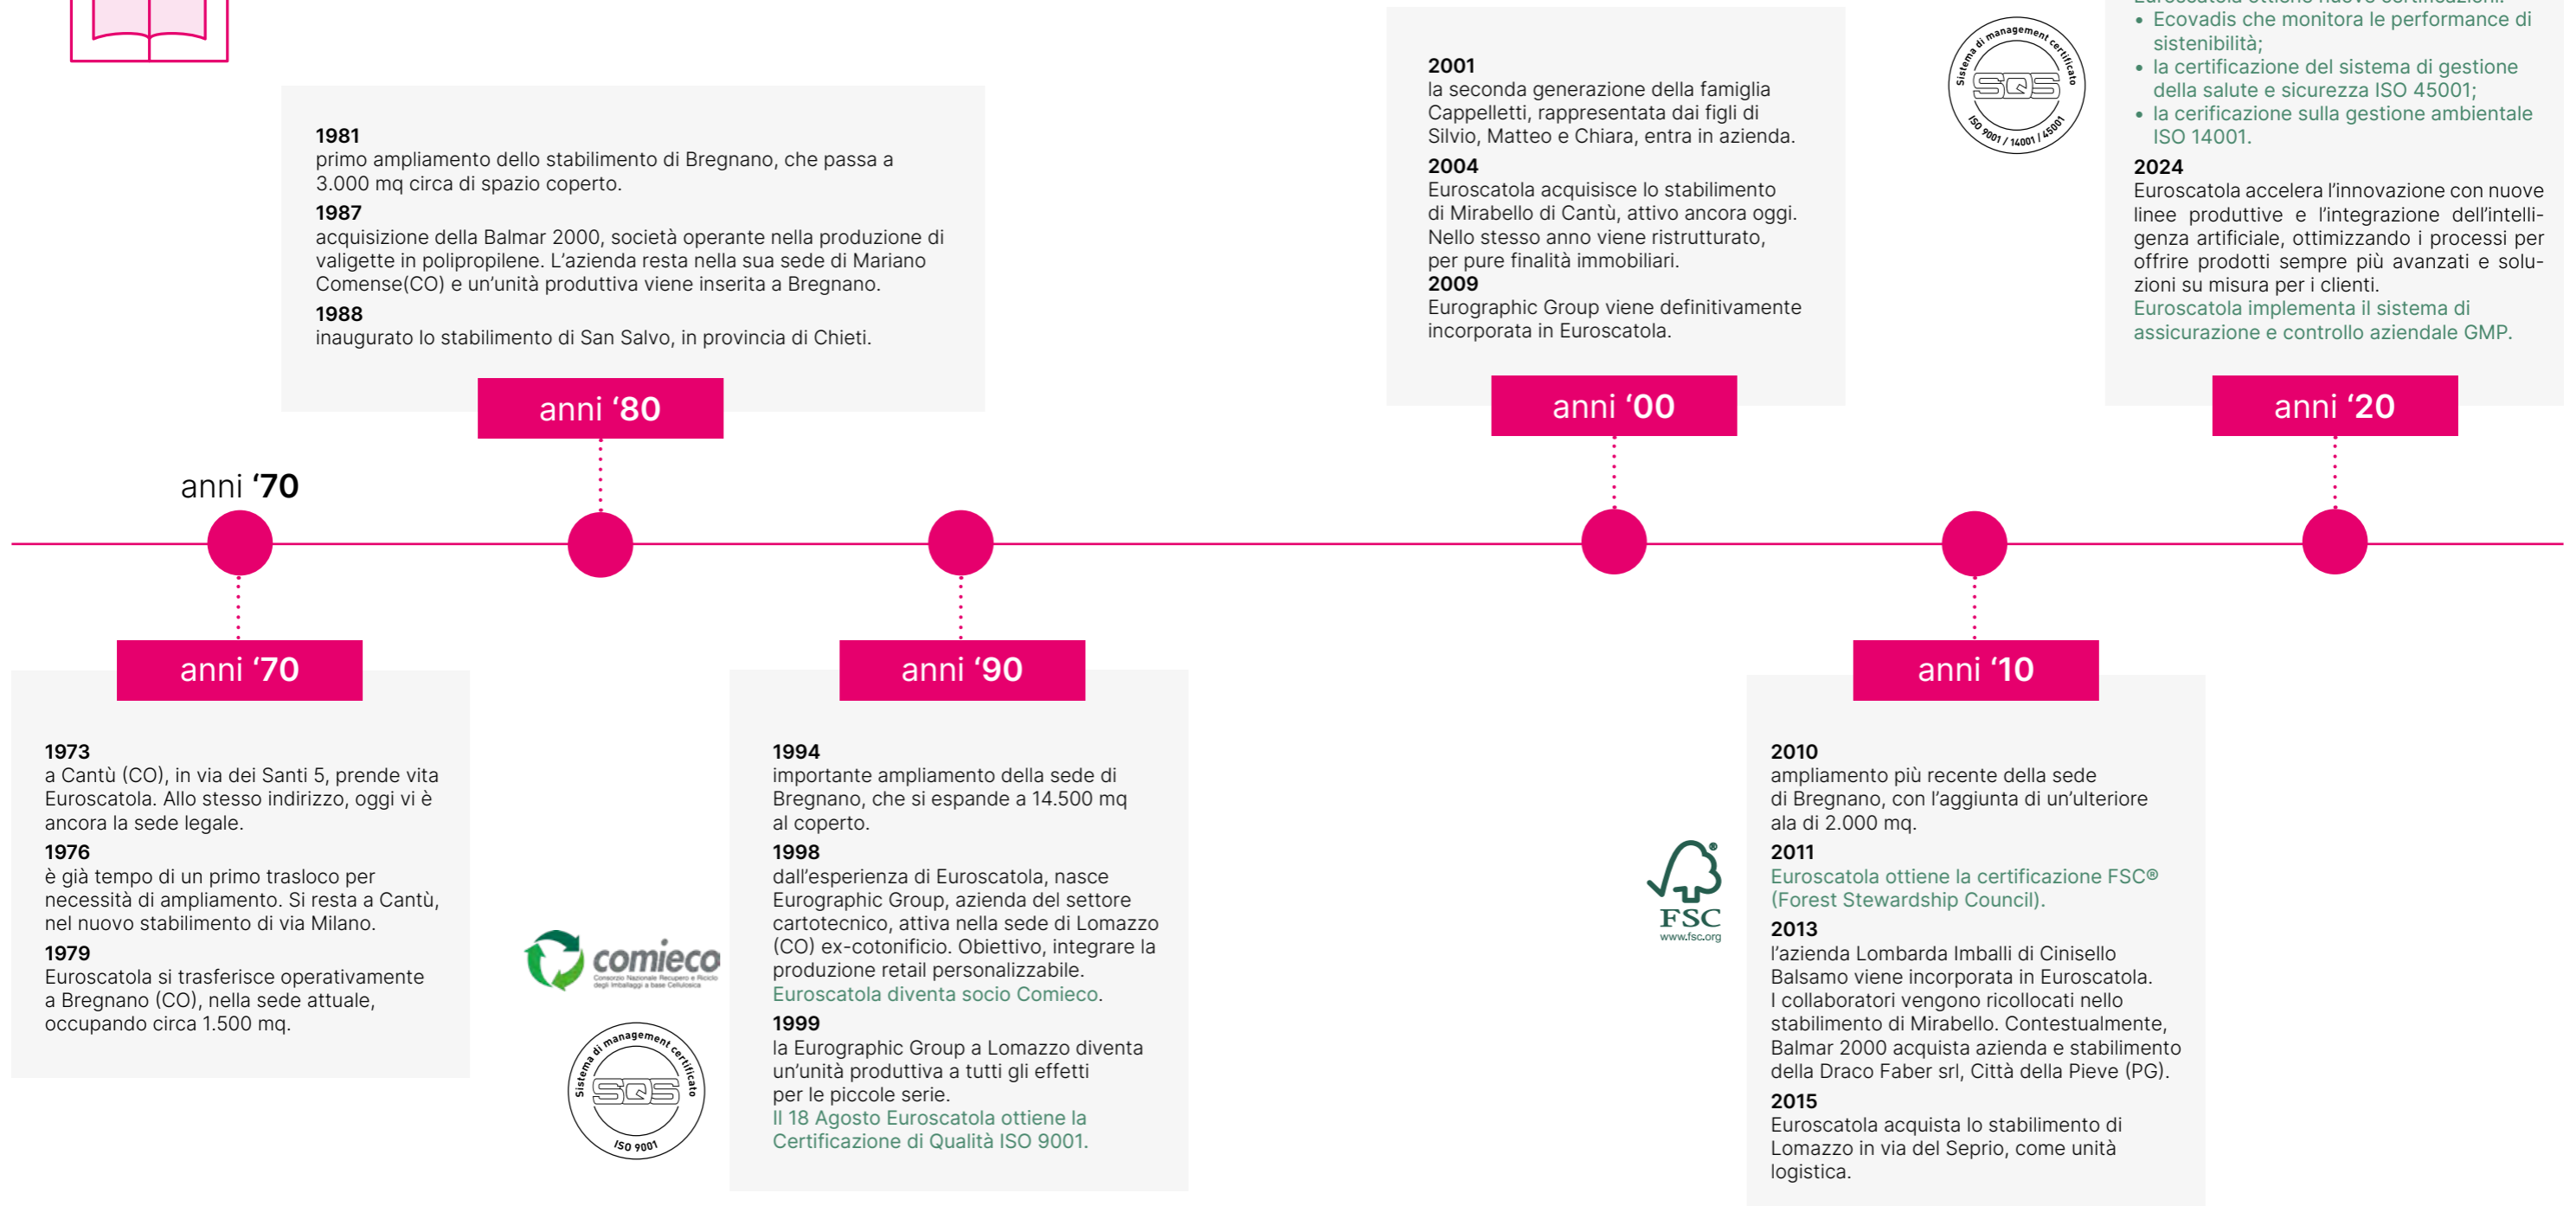 anni ‘70
anni ‘70
1973
a Cantù (CO), in via dei Santi 5, prende vita
Euroscatola. Allo stesso indirizzo, oggi vi è
ancora la sede legale.
1976
è già tempo di un primo trasloco per
necessità di ampliamento. Si resta a Cantù,
nel nuovo stabilimento di via Milano.
1979
Euroscatola si trasferisce operativamente
a Bregnano (CO), nella sede attuale,
occupando circa 1.500 mq.
1981
primo ampliamento dello stabilimento di Bregnano, che passa a
3.000 mq circa di spazio coperto.
1987
acquisizione della Balmar 2000, società operante nella produzione di
valigette in polipropilene. L’azienda resta nella sua sede di Mariano
Comense(CO) e un’unità produttiva viene inserita a Bregnano.
1988
inaugurato lo stabilimento di San Salvo, in provincia di Chieti.
anni ‘80
comieco
Consorzio Nazionale Recupero e Riciclo
degli Imballaggi a base Cellulosica
Sistema di management certificato
SQS
ISO 9001
anni ‘90
1994
importante ampliamento della sede di
Bregnano, che si espande a 14.500 mq
al coperto.
1998
dall’esperienza di Euroscatola, nasce
Eurographic Group, azienda del settore
cartotecnico, attiva nella sede di Lomazzo
(CO) ex-cotonificio. Obiettivo, integrare la
produzione retail personalizzabile.
Euroscatola diventa socio Comieco.
1999
la Eurographic Group a Lomazzo diventa
un’unità produttiva a tutti gli effetti
per le piccole serie.
Il 18 Agosto Euroscatola ottiene la
Certificazione di Qualità ISO 9001.
2001
la seconda generazione della famiglia
Cappelletti, rappresentata dai figli di
Silvio, Matteo e Chiara, entra in azienda.
2004
Euroscatola acquisisce lo stabilimento
di Mirabello di Cantù, attivo ancora oggi.
Nello stesso anno viene ristrutturato,
per pure finalità immobiliari.
2009
Eurographic Group viene definitivamente
incorporata in Euroscatola.
anni ‘00
FSC
®
www.fsc.org
anni ‘10
2010
ampliamento più recente della sede
di Bregnano, con l’aggiunta di un’ulteriore
ala di 2.000 mq.
2011
Euroscatola ottiene la certificazione FSC®
(Forest Stewardship Council).
2013
l’azienda Lombarda Imballi di Cinisello
Balsamo viene incorporata in Euroscatola.
I collaboratori vengono ricollocati nello
stabilimento di Mirabello. Contestualmente,
Balmar 2000 acquista azienda e stabilimento
della Draco Faber srl, Città della Pieve (PG).
2015
Euroscatola acquista lo stabilimento di
Lomazzo in via del Seprio, come unità
logistica.
Sistema di management certificato
SQS
ISO 9001 / 14001 / 45001
Euroscatola ottiene nuove certificazioni:
• Ecovadis che monitora le performance di
sistenibilità;
• la certificazione del sistema di gestione
della salute e sicurezza ISO 45001;
• la cerificazione sulla gestione ambientale
ISO 14001.
2024
Euroscatola accelera l’innovazione con nuove
linee produttive e l’integrazione dell’intelli-
genza artificiale, ottimizzando i processi per
offrire prodotti sempre più avanzati e solu-
zioni su misura per i clienti.
Euroscatola implementa il sistema di
assicurazione e controllo aziendale GMP.
anni ‘20